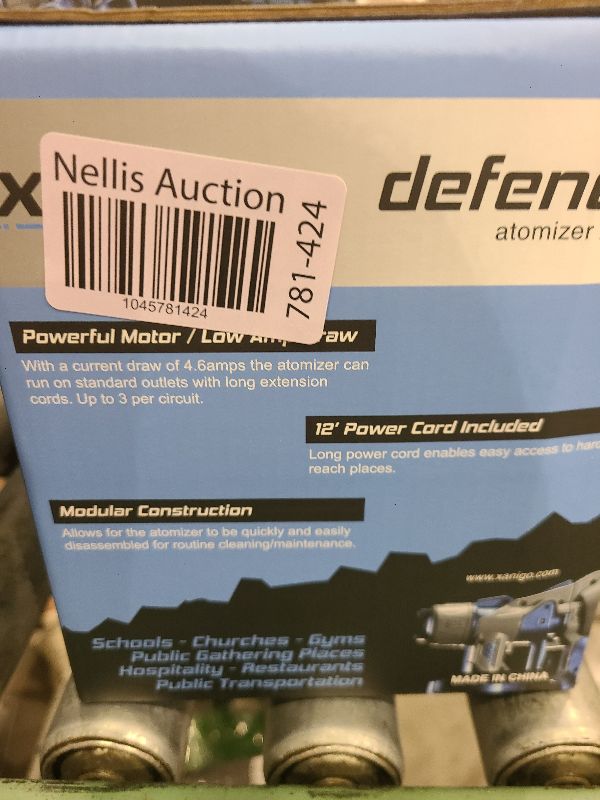 x
defen
atomizer
Nellis Auction
1045781424
781-424
Powerful Motor / Low Amp Draw
With a current draw of 4.6amps the atomizer can
run on standard outlets with long extension
cords. Up to 3 per circuit.
12' Power Cord Included
Long power cord enables easy access to hard
reach places.
Modular Construction
Allows for the atomizer to be quickly and easily
disassembled for routine cleaning/maintenance.
www.xanigo.com
Schools - Churches - Gyms
Public Gathering Places
Hospitality - Restaurants
Public Transportation
MADE IN CHINA